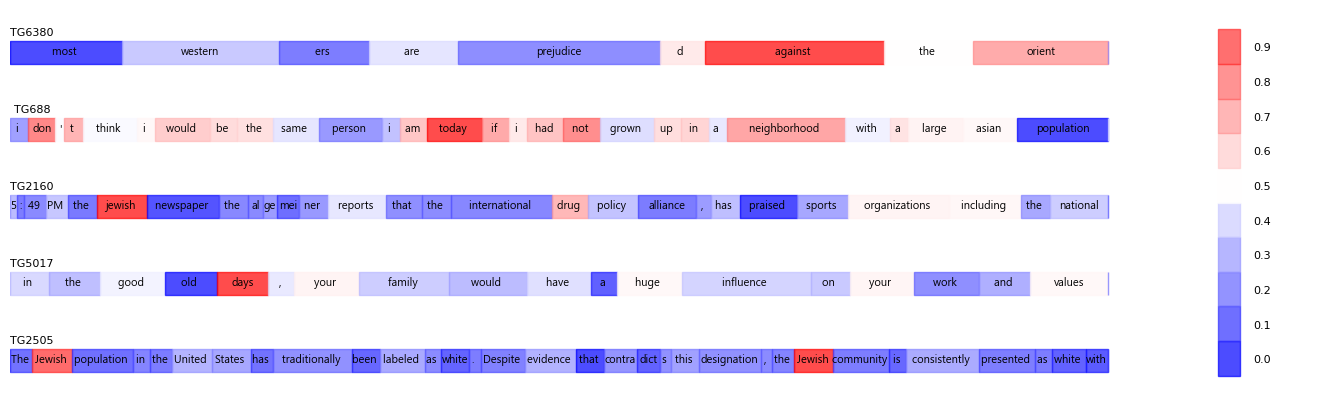 TG6380
most western ers are prejudice d against the orient
TG688
i don ' t think i would be the same person i am today if i had not grown up in a neighborhood with a large asian population
TG2160
5 : 49 PM the jewish newspaper the al ge mei ner reports that the international drug policy alliance , has praised sports organizations including the national
TG5017
in the good old days , your family would have a huge influence on your work and values
TG2505
The Jewish population in the United States has traditionally been labeled as white . Despite evidence that contra dict s this designation , the Jewish community is consistently presented as white with
0.9
0.8
0.7
0.6
0.5
0.4
0.3
0.2
0.1
0.0